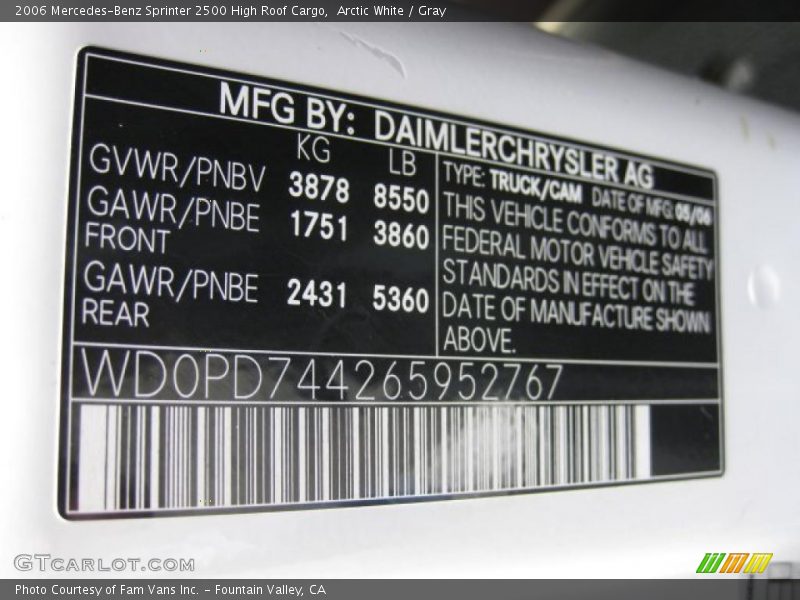 2006 Mercedes-Benz Sprinter 2500 High Roof Cargo,  Arctic White / Gray
MFG BY: DAIMLERCHRYSLER AG
KG LB
GVWR/PNBV 3878 8550
GAWR/PNBE 1751 3860
FRONT
GAWR/PNBE 2431 5360
REAR
TYPE: TRUCK/CAM DATE OF MFG. 05/06
THIS VEHICLE CONFORMS TO ALL
FEDERAL MOTOR VEHICLE SAFETY
STANDARDS IN EFFECT ON THE
DATE OF MANUFACTURE SHOWN
ABOVE.
WD0PD744265952767
GTCARLOT.COM
Photo Courtesy of Fam Vans Inc. - Fountain Valley, CA